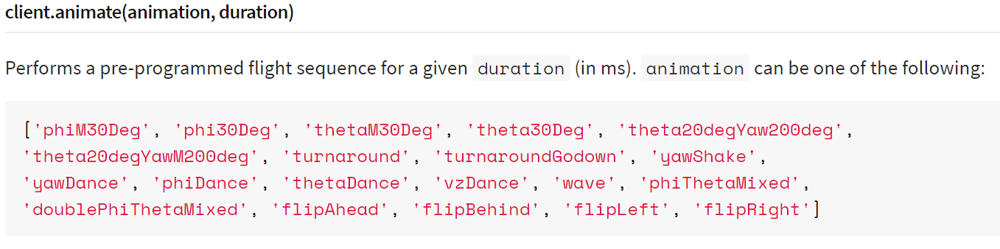 client.animate(animation, duration)
Performs a pre-programmed flight sequence for a given duration (in ms). animation can be one of the following:
['phiM30Deg', 'phi30Deg', 'thetaM30Deg', 'theta30Deg', 'theta20degYaw200deg',
'theta20degYawM200deg', 'turnaround', 'turnaroundGodown', 'yawShake',
'yawDance', 'phiDance', 'thetaDance', 'vzDance', 'wave', 'phiThetaMixed',
'doublePhiThetaMixed', 'flipAhead', 'flipBehind', 'flipLeft', 'flipRight']